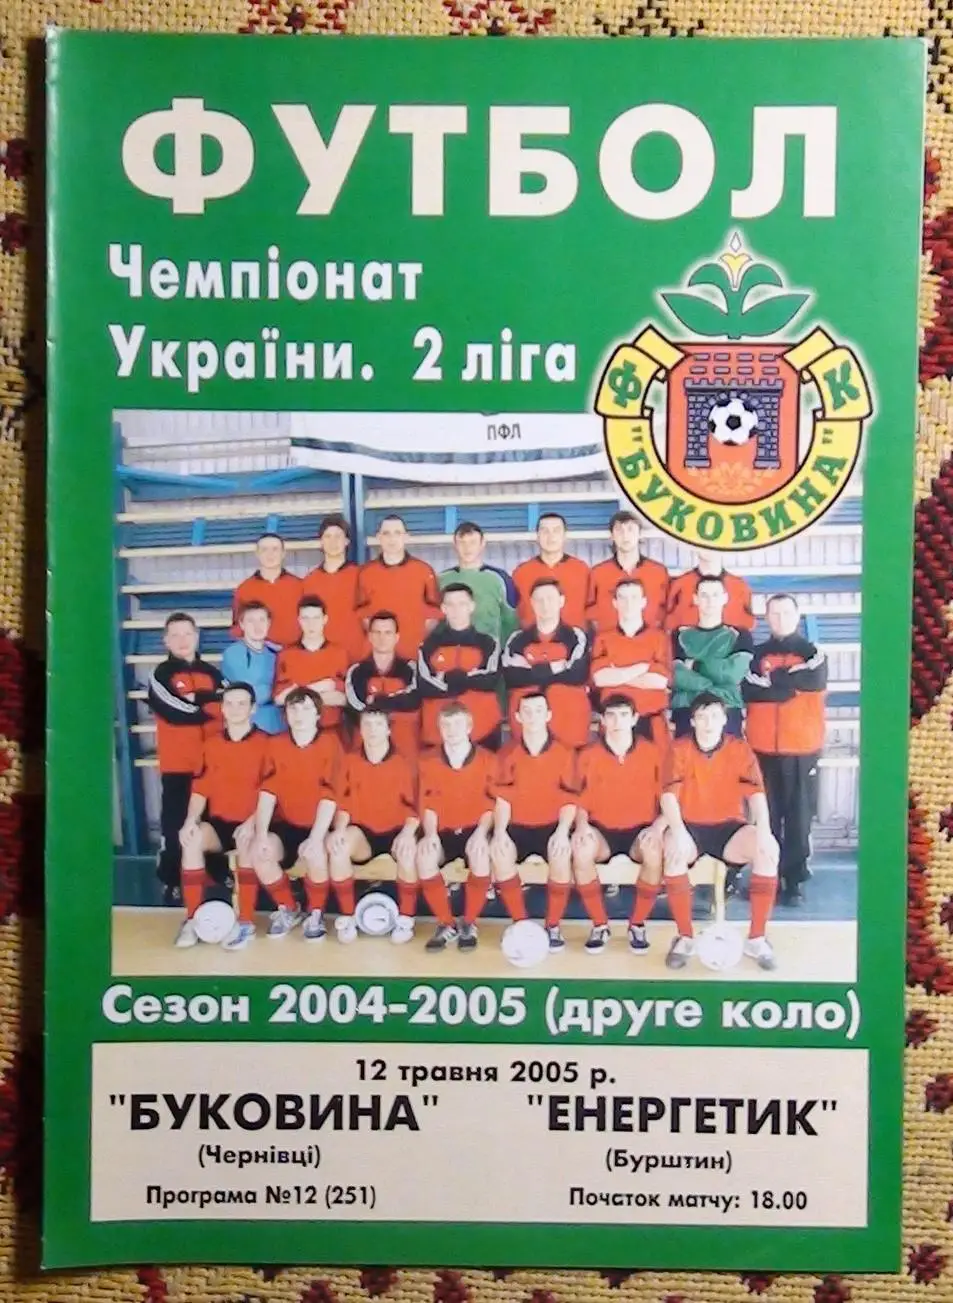 ФУТБОЛ
Чемпіонат
України. 2 ліга
Ф К
"БУКОВИНА"
ПФЛ
Сезон 2004-2005 (друге коло)
12 травня 2005 р.
"БУКОВИНА" "ЕНЕРГЕТИК"
(Чернівці) (Бурштин)
Програма №12 (251) Початок матчу: 18.00